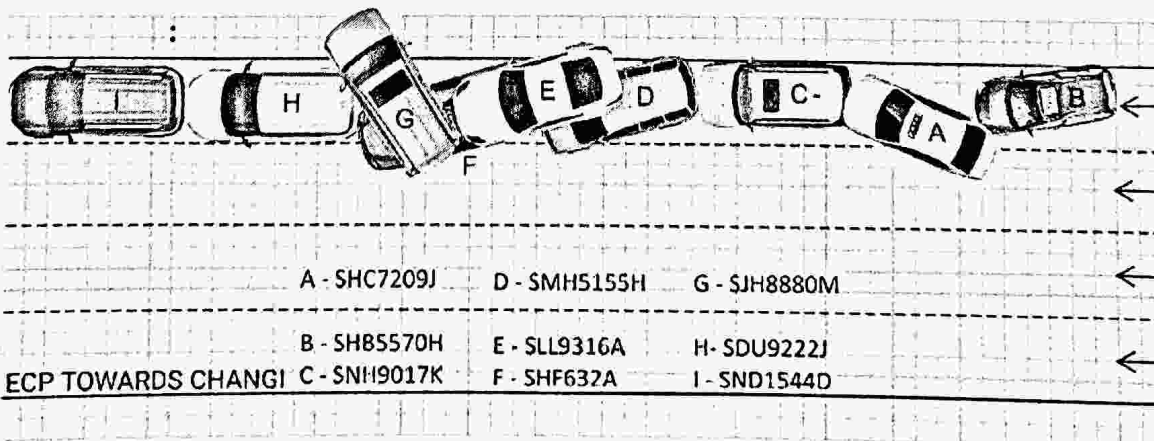 I H G F E D C- A B
A - SHC7209J D - SMH5155H G - SJH8880M
B - SHB5570H E - SLL9316A H- SDU9222J
ECP TOWARDS CHANGI C - SNH9017K F - SHF632A I - SND1544D